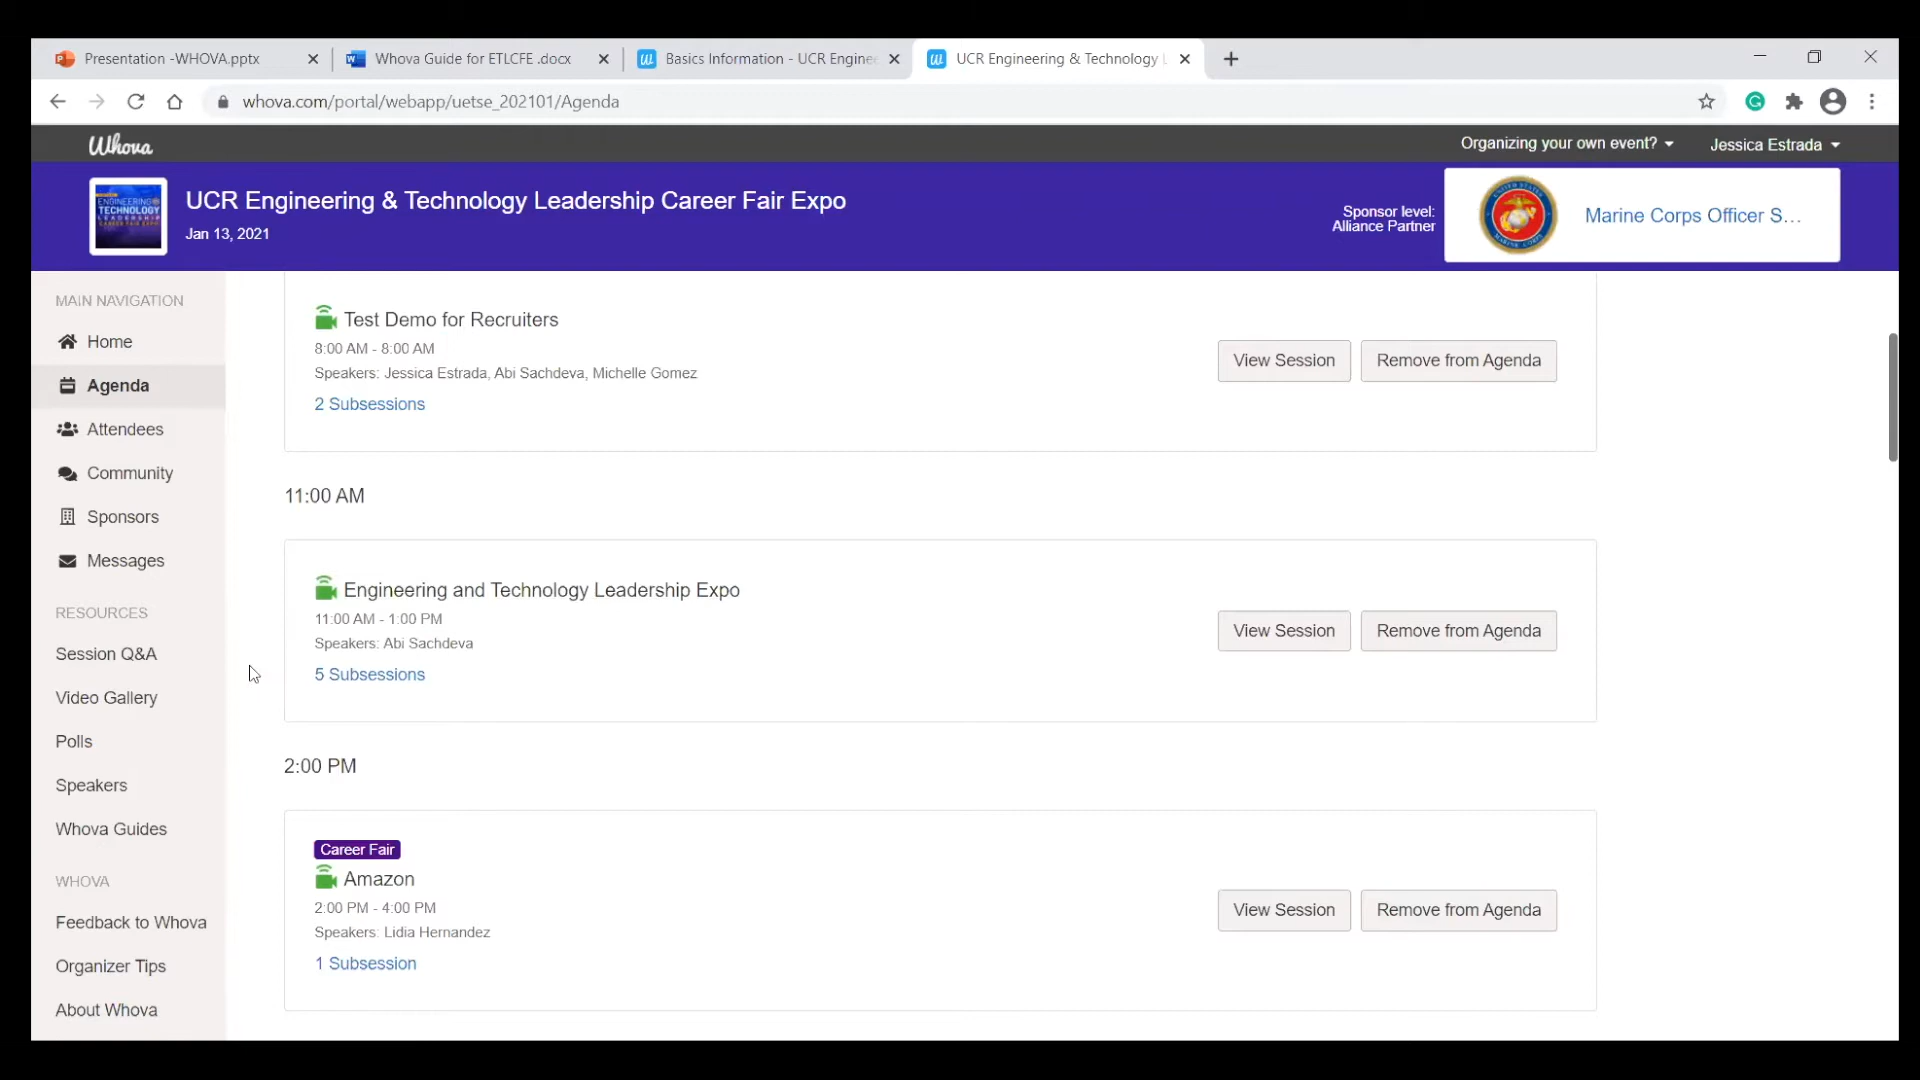 Presentation -WHOVA.pptx
Whova Guide for ETLCFE .docx
Basics Information - UCR Engine
UCR Engineering & Technology L
whova.com/portal/webapp/uetse_202101/Agenda
Whova
Organizing your own event?
Jessica Estrada
ENGINEERING
TECHNOLOGY
LEADERSHIP
CAREER FAIR EXPO
UCR Engineering & Technology Leadership Career Fair Expo
Jan 13, 2021
Sponsor level:
Alliance Partner
Marine Corps Officer S...
MAIN NAVIGATION
Home
Agenda
Attendees
Community
Sponsors
Messages
RESOURCES
Session Q&A
Video Gallery
Polls
Speakers
Whova Guides
WHOVA
Feedback to Whova
Organizer Tips
About Whova
Test Demo for Recruiters
8:00 AM - 8:00 AM
Speakers: Jessica Estrada, Abi Sachdeva, Michelle Gomez
2 Subsessions
View Session
Remove from Agenda
11:00 AM
Engineering and Technology Leadership Expo
11:00 AM - 1:00 PM
Speakers: Abi Sachdeva
5 Subsessions
View Session
Remove from Agenda
2:00 PM
Career Fair
Amazon
2:00 PM - 4:00 PM
Speakers: Lidia Hernandez
1 Subsession
View Session
Remove from Agenda